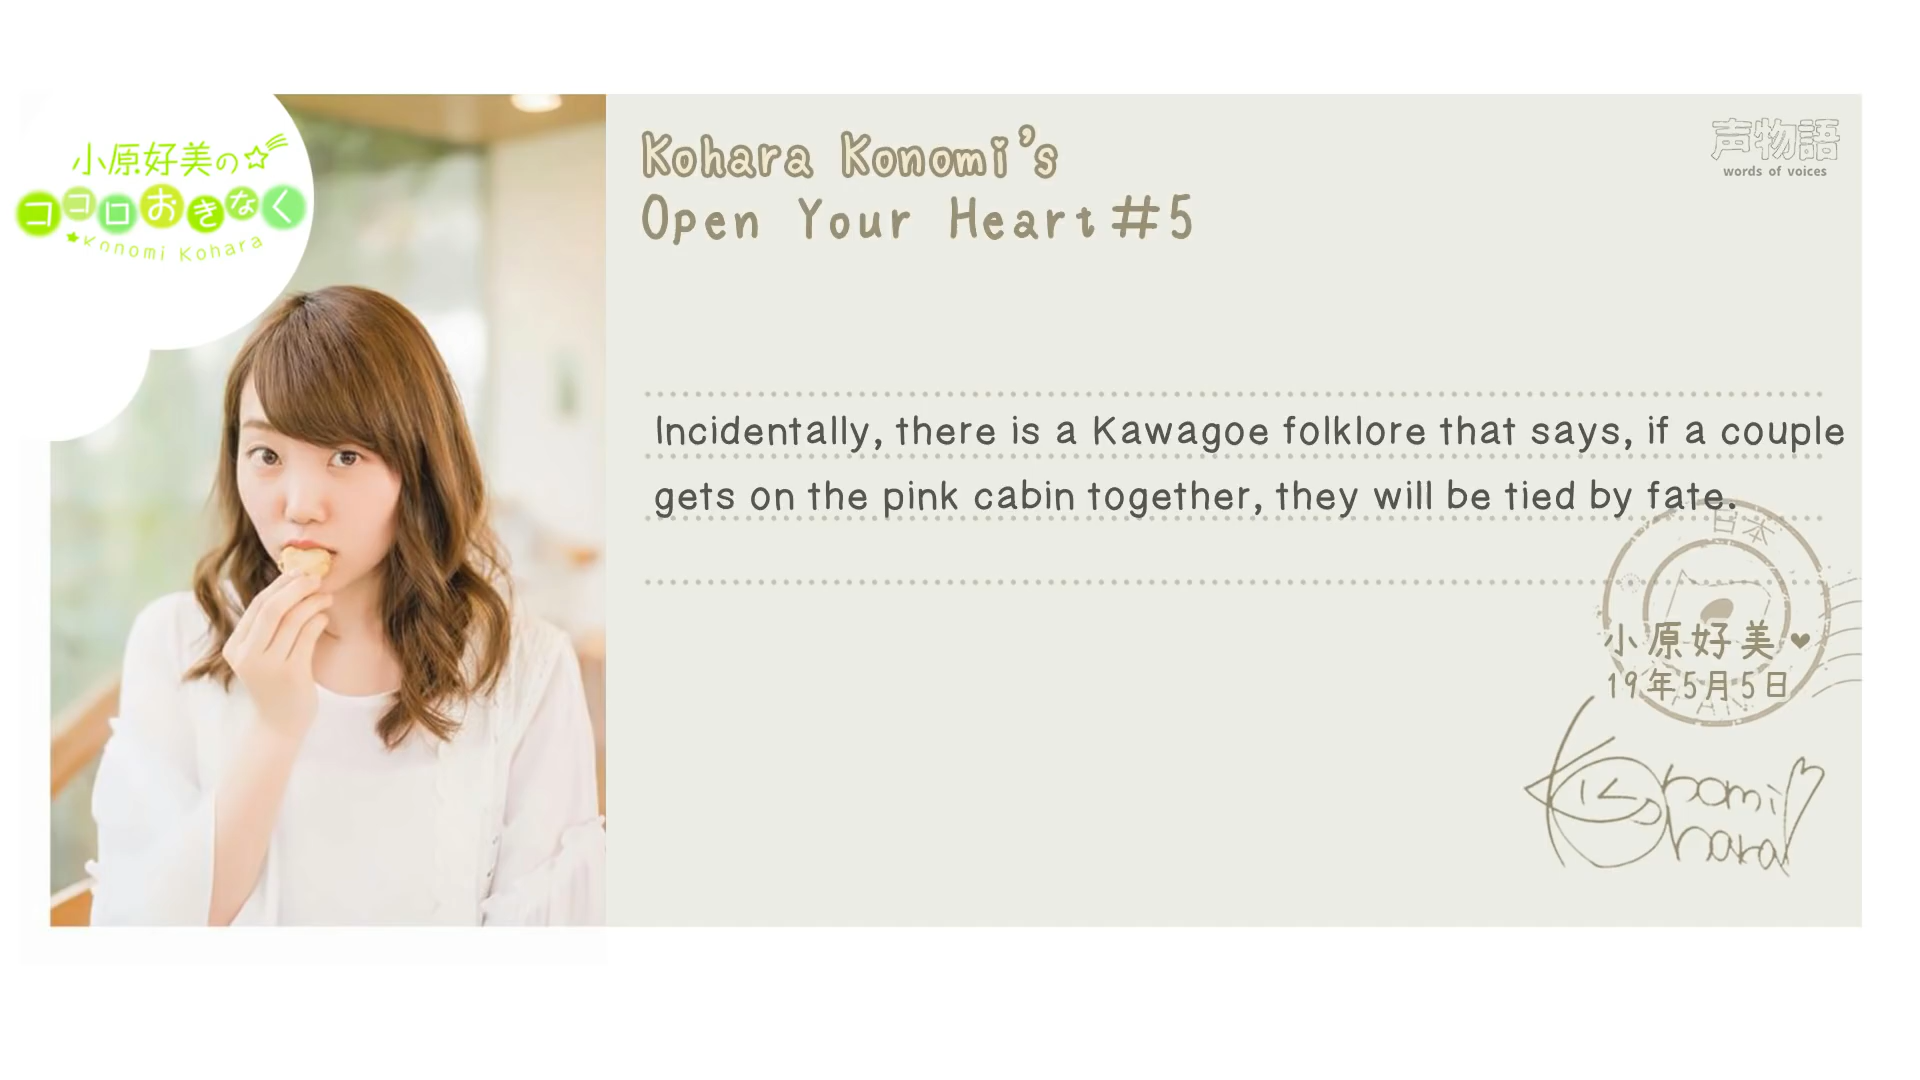 小原好美の☆
ココロおきなく
★Konomi Kohara
Kohara Konomi's
Open Your Heart#5
声物語
words of voices
Incidentally, there is a Kawagoe folklore that says, if a couple
gets on the pink cabin together, they will be tied by fate.
日本
小原好美❤
19年5月5日
Konomi
Kohara